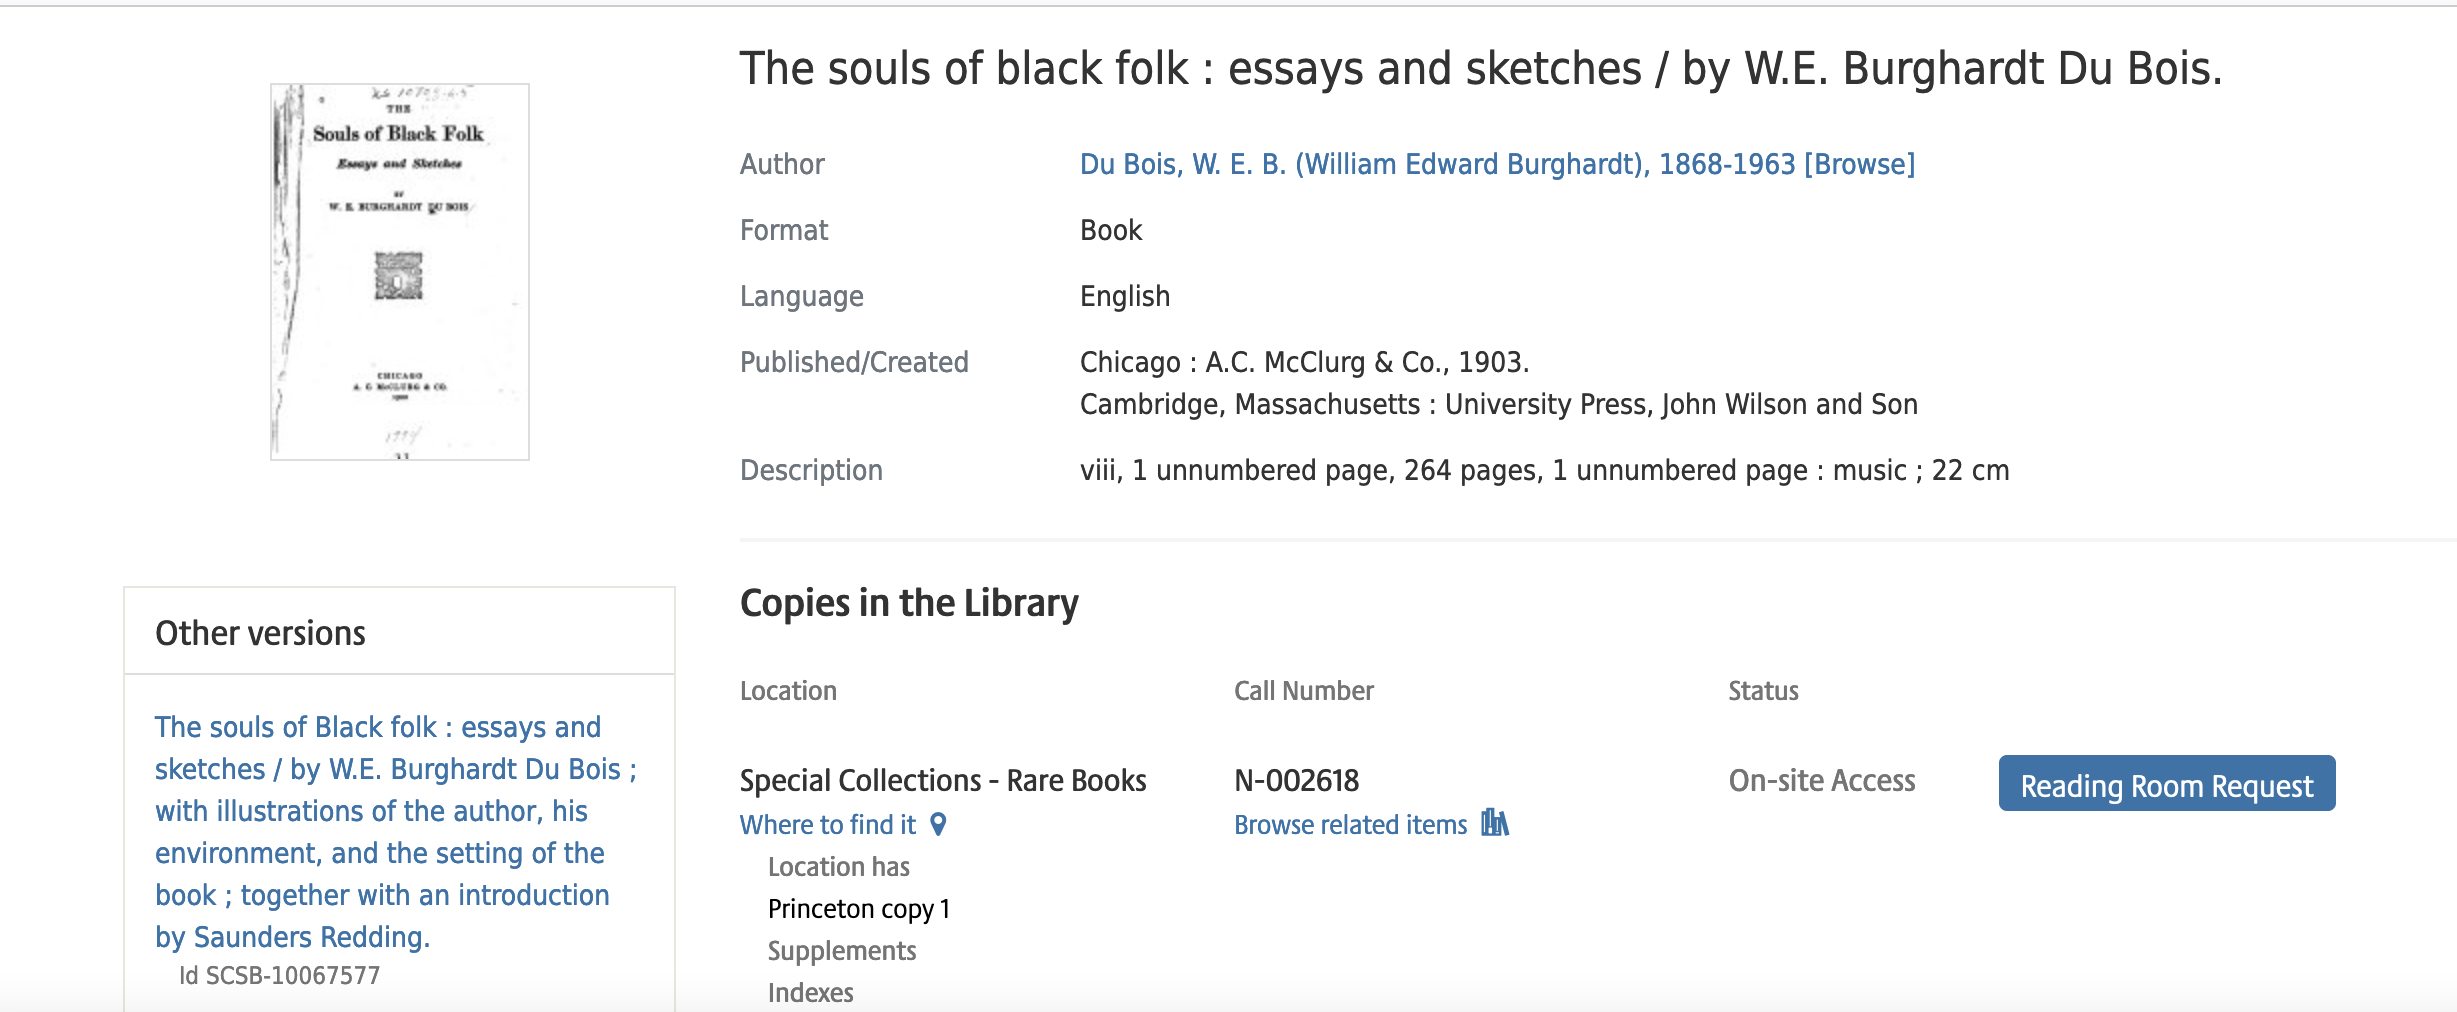 The souls of black folk : essays and sketches / by W.E. Burghardt Du Bois.
THE
Souls of Black Folk
Essays and Sketches
BY
W. E. BURGHARDT DU BOIS
CHICAGO
A. C. McCLURG & CO.
Author
Du Bois, W. E. B. (William Edward Burghardt), 1868-1963 [Browse]
Format
Book
Language
English
Published/Created
Chicago : A.C. McClurg & Co., 1903.
Cambridge, Massachusetts : University Press, John Wilson and Son
Description
viii, 1 unnumbered page, 264 pages, 1 unnumbered page : music ; 22 cm
Other versions
The souls of Black folk : essays and
sketches / by W.E. Burghardt Du Bois ;
with illustrations of the author, his
environment, and the setting of the
book ; together with an introduction
by Saunders Redding.
Id SCSB-10067577
Copies in the Library
Location Call Number Status
Special Collections - Rare Books N-002618 On-site Access Reading Room Request
Where to find it Browse related items
Location has
Princeton copy 1
Supplements
Indexes